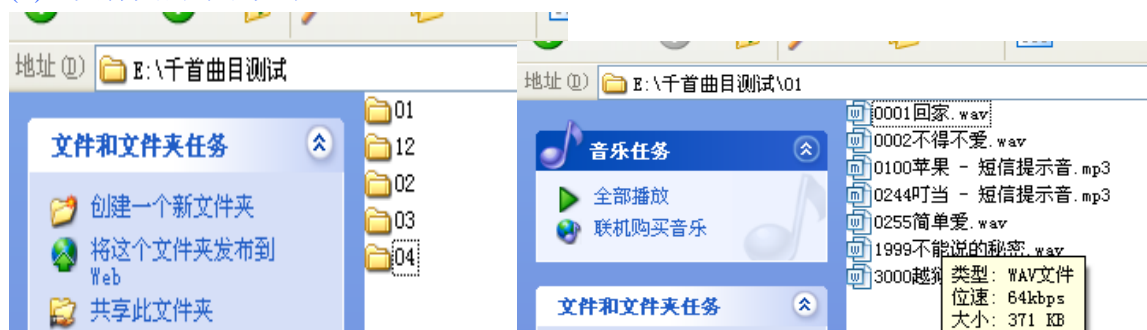 地址(D) E:\千首曲目测试
01
12
02
03
04
文件和文件夹任务
创建一个新文件夹
将这个文件夹发布到
Web
共享此文件夹
地址(D) E:\千首曲目测试\01
音乐任务
全部播放
联机购买音乐
文件和文件夹任务
0001回家.wav
0002不得不爱.wav
0100苹果 - 短信提示音.mp3
0244叮当 - 短信提示音.mp3
0255简单爱.wav
1999不能说的秘密.wav
3000越狱
类型: WAV文件
位速: 64kbps
大小: 371 KB